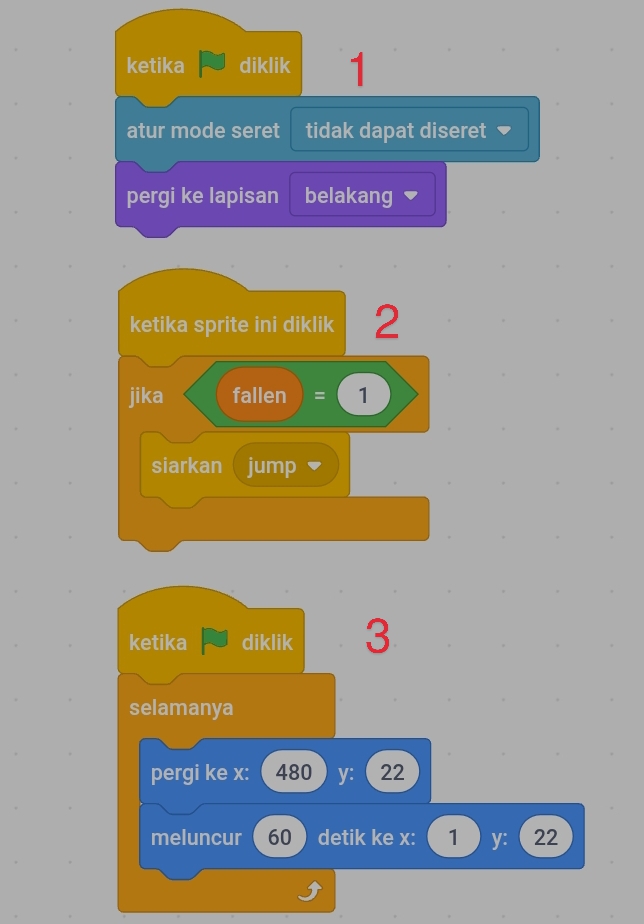 ketika diklik 1
atur mode seret tidak dapat diseret
pergi ke lapisan belakang
ketika sprite ini diklik 2
jika fallen = 1
siarkan jump
ketika diklik 3
selamanya
pergi ke x: 480 y: 22
meluncur 60 detik ke x: 1 y: 22